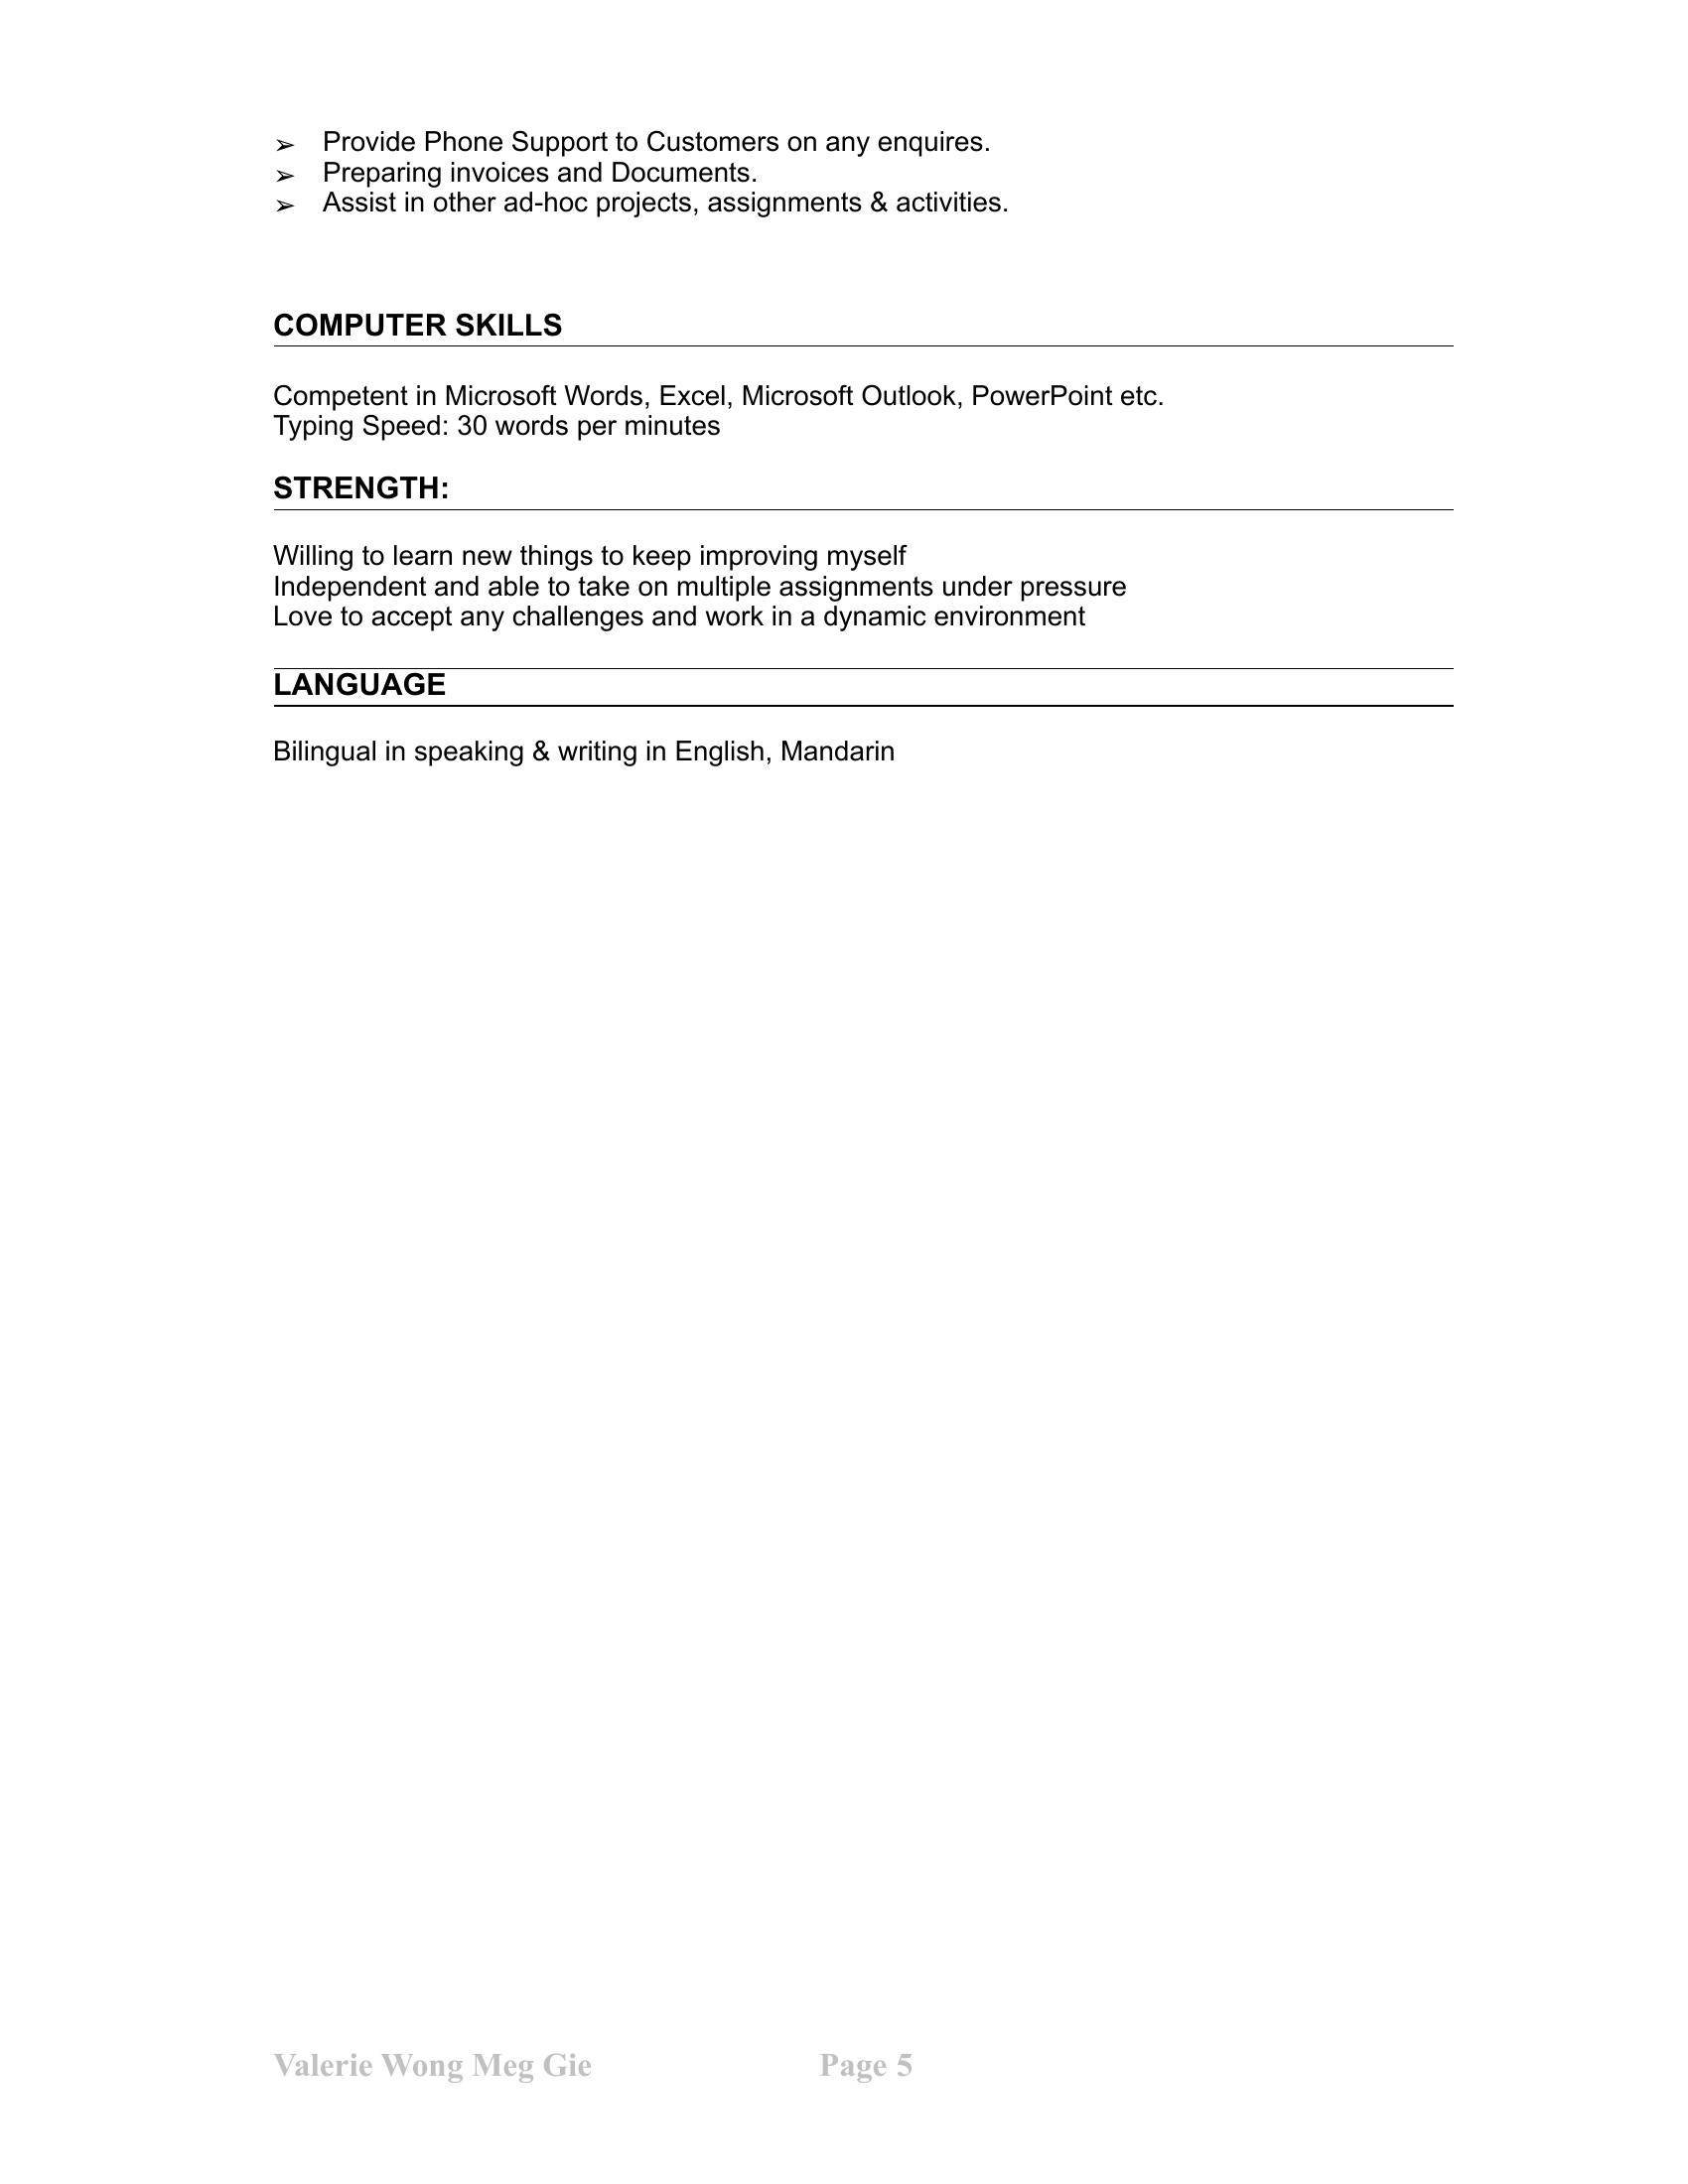 ➢ Provide Phone Support to Customers on any enquires.
➢ Preparing invoices and Documents.
➢ Assist in other ad-hoc projects, assignments & activities.
COMPUTER SKILLS
Competent in Microsoft Words, Excel, Microsoft Outlook, PowerPoint etc.
Typing Speed: 30 words per minutes
STRENGTH:
Willing to learn new things to keep improving myself
Independent and able to take on multiple assignments under pressure
Love to accept any challenges and work in a dynamic environment
LANGUAGE
Bilingual in speaking & writing in English, Mandarin
Valerie Wong Meg Gie Page 5